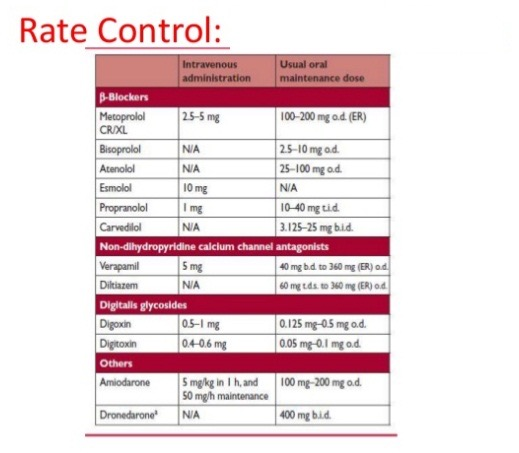 Rate Control:
Intravenous administration Usual oral maintenance dose
β-Blockers
Metoprolol CR/XL 2.5–5 mg 100–200 mg o.d. (ER)
Bisoprolol N/A 2.5–10 mg o.d.
Atenolol N/A 25–100 mg o.d.
Esmolol 10 mg N/A
Propranolol 1 mg 10–40 mg t.i.d.
Carvedilol N/A 3.125–25 mg b.i.d.
Non-dihydropyridine calcium channel antagonists
Verapamil 5 mg 40 mg b.d. to 360 mg (ER) o.d.
Diltiazem N/A 60 mg t.d.s. to 360 mg (ER) o.d.
Digitalis glycosides
Digoxin 0.5–1 mg 0.125 mg–0.5 mg o.d.
Digitoxin 0.4–0.6 mg 0.05 mg–0.1 mg o.d.
Others
Amiodarone 5 mg/kg in 1 h, and 50 mg/h maintenance 100 mg–200 mg o.d.
Dronedarone N/A 400 mg b.i.d.